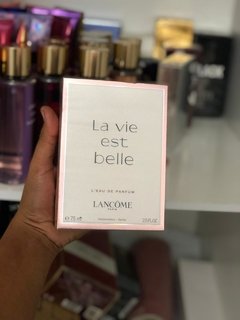 La vie
est
belle
L'EAU DE PARFUM
LANCÔME
PARIS